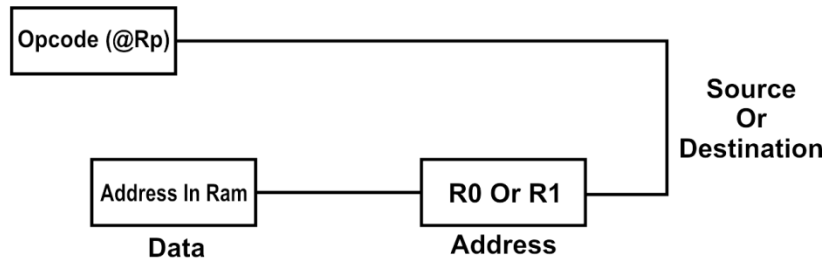 Opcode (@Rp)
Source
Or
Destination
Address In Ram
R0 Or R1
Data
Address